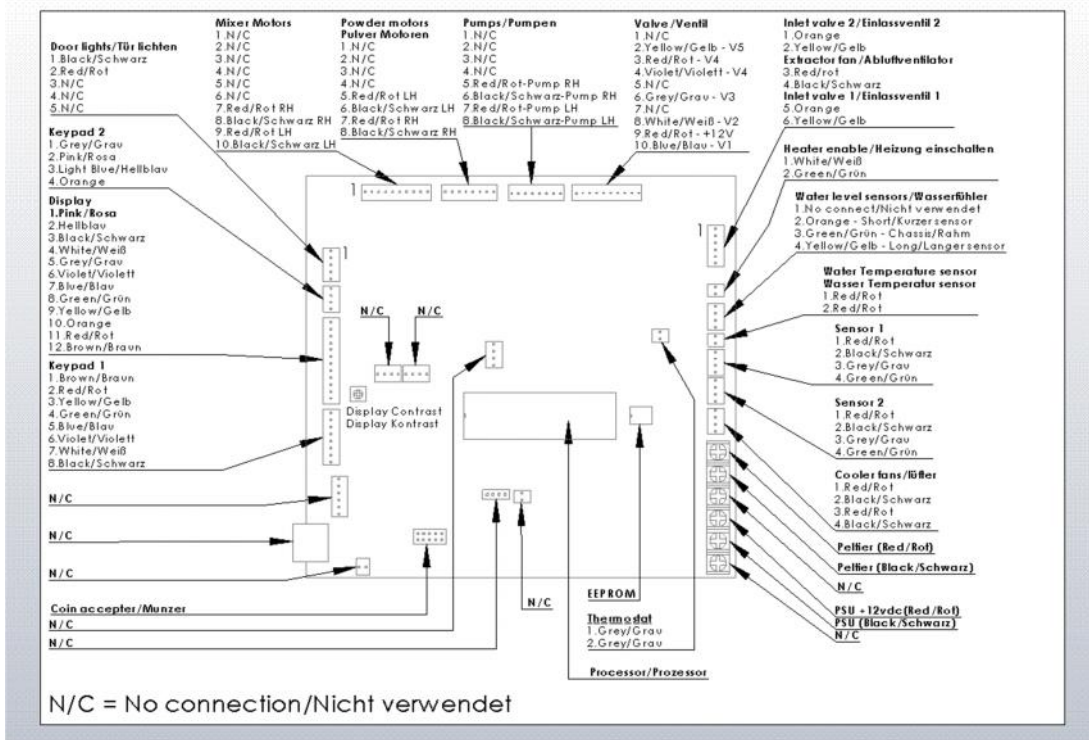 Mixer Motors
1.N/C
2.N/C
3.N/C
4.N/C
5.N/C
6.N/C
7.Red/Rot RH
8.Black/Schwarz RH
9.Red/Rot LH
10.Black/Schwarz LH
Powder motors
Pulver Motoren
1.N/C
2.N/C
3.N/C
4.N/C
5.Red/Rot LH
6.Black/Schwarz LH
7.Red/Rot RH
8.Black/Schwarz RH
Pumps/Pumpen
1.N/C
2.N/C
3.N/C
4.N/C
5.Red/Rot-Pump RH
6.Black/Schwarz-Pump RH
7.Red/Rot-Pump LH
8.Black/Schwarz-Pump LH
Valve/Ventil
1.N/C
2.Yellow/Gelb - V5
3.Red/Rot - V4
4.Violet/Violett - V4
5.N/C
6.Grey/Grau - V3
7.N/C
8.White/Weiß - V2
9.Red/Rot - +12V
10.Blue/Blau - V1
Inlet valve 2/Einlassventil 2
1.Orange
2.Yellow/Gelb
Extractor fan/Abluftventilator
3.Red/rot
4.Black/Schwarz
Inlet valve 1/Einlassventil 1
5.Orange
6.Yellow/Gelb
Door lights/Tür lichten
1.Black/Schwarz
2.Red/Rot
3.N/C
4.N/C
5.N/C
Keypad 2
1.Grey/Grau
2.Pink/Rosa
3.Light Blue/Hellblau
4.Orange
Display
1.Pink/Rosa
2.Hellblau
3.Black/Schwarz
4.White/Weiß
5.Grey/Grau
6.Violet/Violett
7.Blue/Blau
8.Green/Grün
9.Yellow/Gelb
10.Orange
11.Red/Rot
12.Brown/Braun
Keypad 1
1.Brown/Braun
2.Red/Rot
3.Yellow/Gelb
4.Green/Grün
5.Blue/Blau
6.Violet/Violett
7.White/Weiß
8.Black/Schwarz
N/C
N/C
N/C
Coin accepter/Munzer
N/C
N/C
1
1
1
N/C
N/C
Display Contrast
Display Kontrast
N/C
EEPROM
Thermostat
1.Grey/Grau
2.Grey/Grau
Processor/Prozessor
Heater enable/Heizung einschalten
1.White/Weiß
2.Green/Grün
Water level sensors/Wasserfühler
1.No connect/Nicht verwendet
2.Orange - Short/Kurzer sensor
3.Green/Grün - Chassis/Rahm
4.Yellow/Gelb - Long/Langer sensor
Water Temperature sensor
Wasser Temperatur sensor
1.Red/Rot
2.Red/Rot
Sensor 1
1.Red/Rot
2.Black/Schwarz
3.Grey/Grau
4.Green/Grün
Sensor 2
1.Red/Rot
2.Black/Schwarz
3.Grey/Grau
4.Green/Grün
Cooler fans/lüfter
1.Red/Rot
2.Black/Schwarz
3.Red/Rot
4.Black/Schwarz
Peltier (Red/Rot)
Peltier (Black/Schwarz)
N/C
PSU +12vdc(Red/Rot)
PSU (Black/Schwarz)
N/C
N/C = No connection/Nicht verwendet